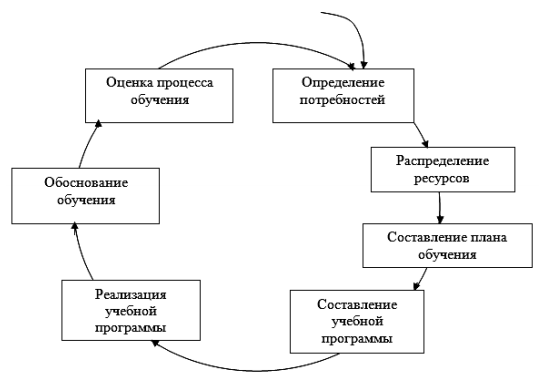 Оценка процесса
обучения
Определение
потребностей
Распределение
ресурсов
Составление плана
обучения
Составление
учебной
программы
Реализация
учебной
программы
Обоснование
обучения